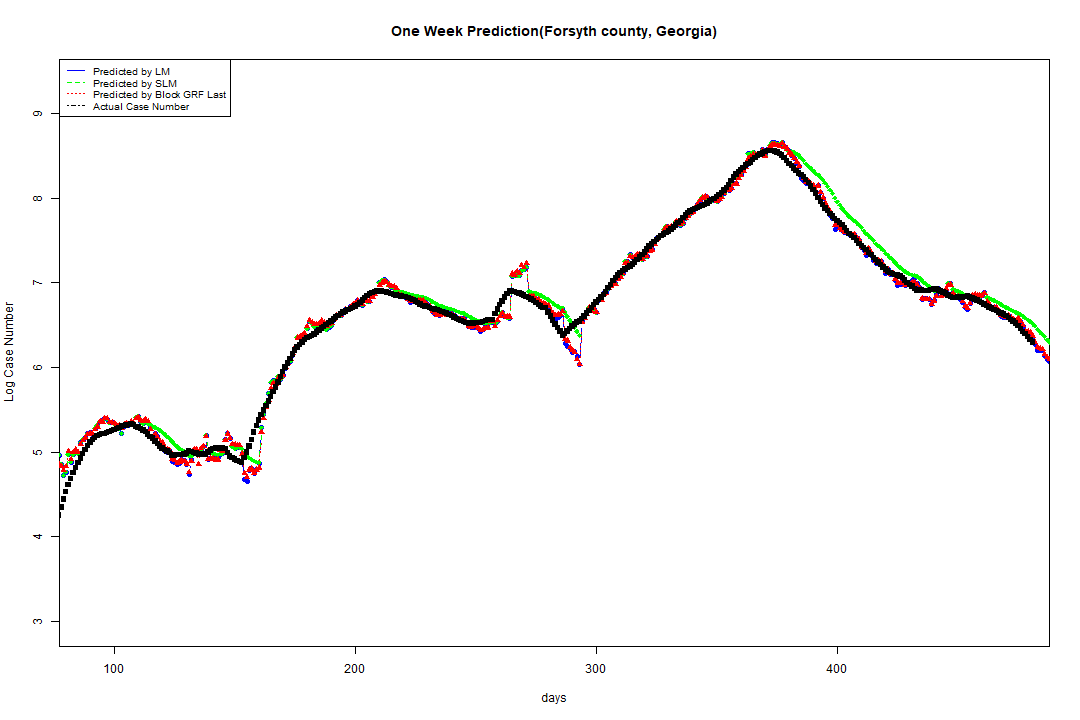 One Week Prediction(Forsyth county, Georgia)
Predicted by LM
Predicted by SLM
Predicted by Block GRF Last
Actual Case Number
9
8
7
6
5
4
3
Log Case Number
100 200 300 400
days